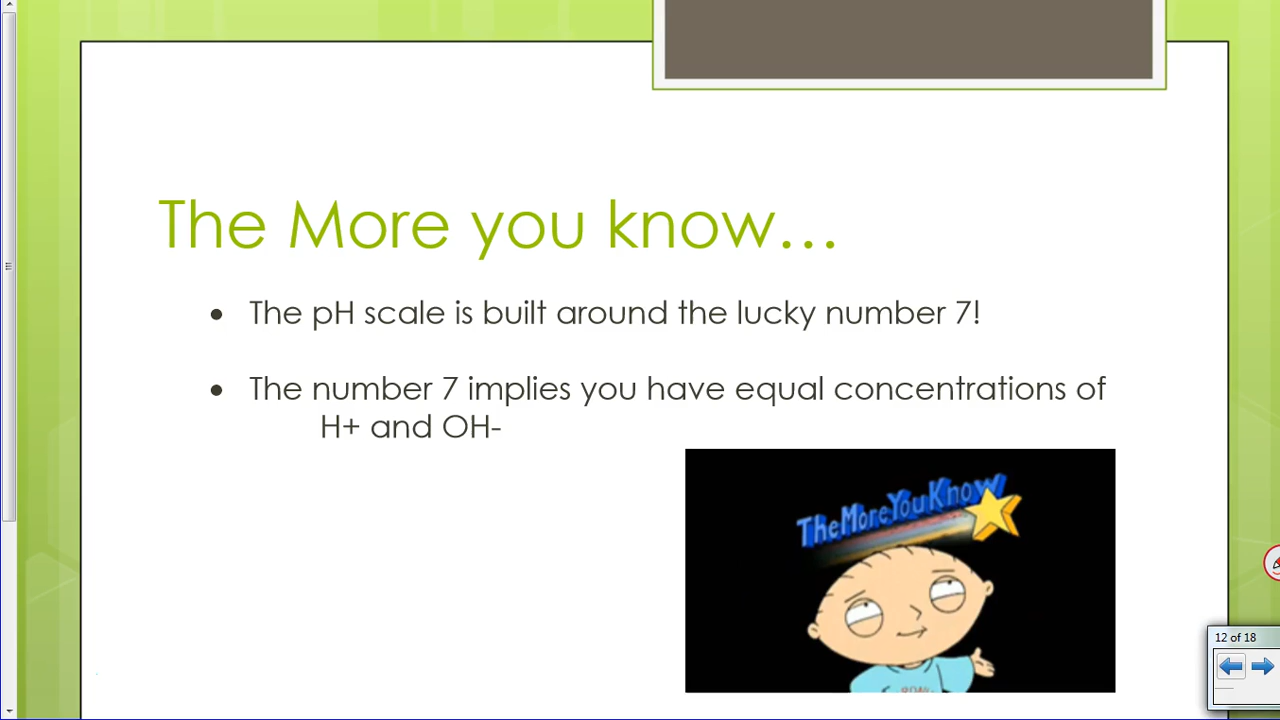 The More you know…
• The pH scale is built around the lucky number 7!
• The number 7 implies you have equal concentrations of
H+ and OH-
TheMoreYouKnow
12 of 18